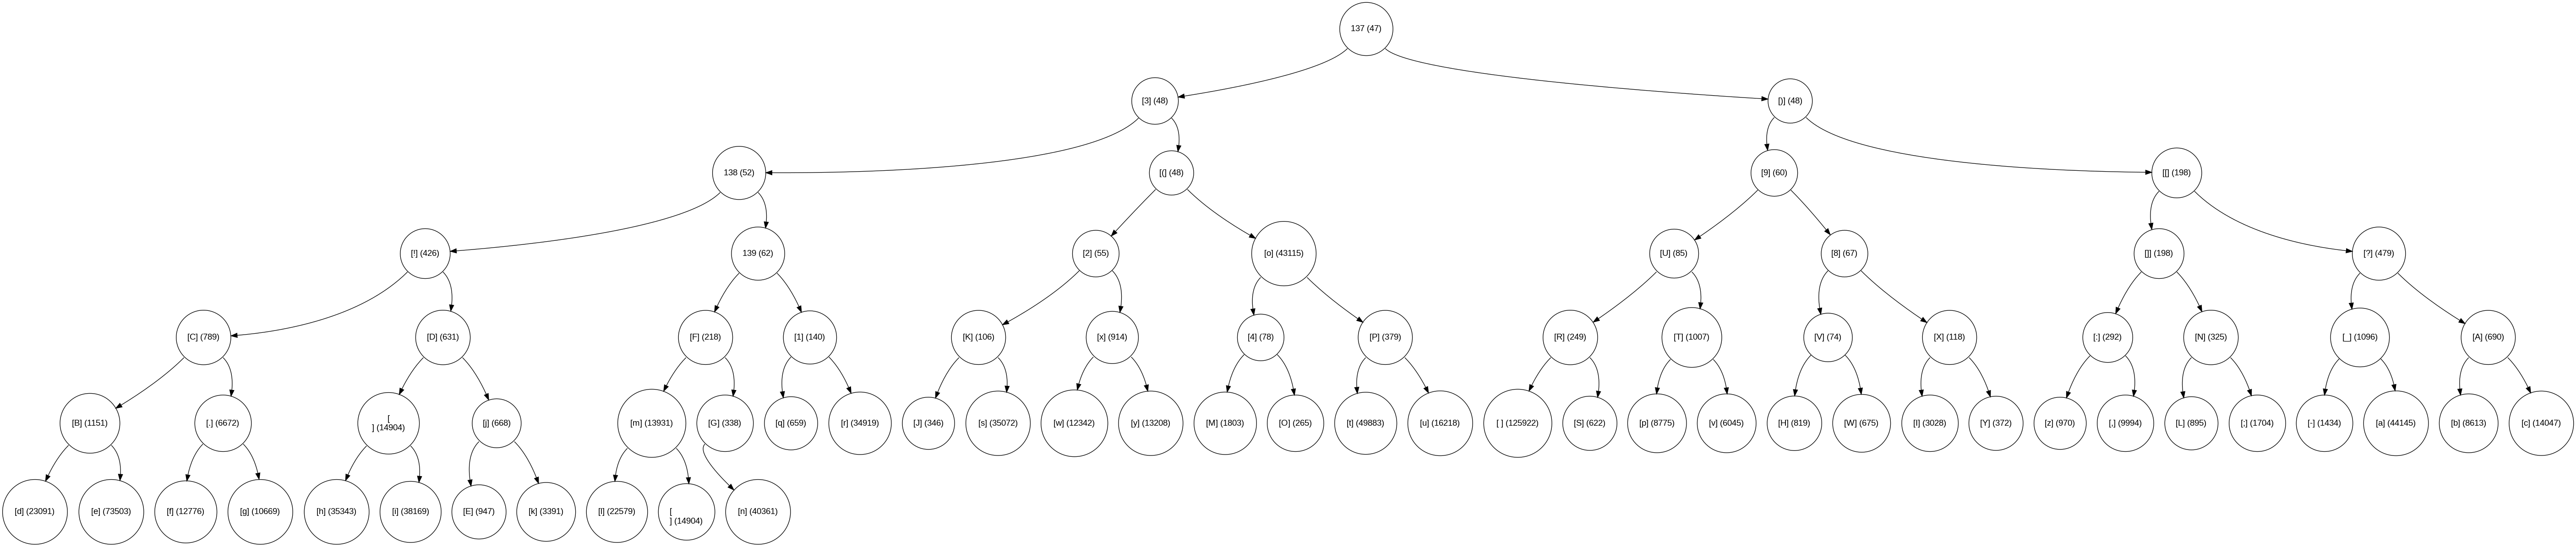 137 (47)
[3] (48)
[)] (48)
138 (52)
[(] (48)
[9] (60)
[[] (198)
[!] (426)
139 (62)
[2] (55)
[o] (43115)
[U] (85)
[8] (67)
[]] (198)
[?] (479)
[C] (789)
[D] (631)
[F] (218)
[1] (140)
[K] (106)
[x] (914)
[4] (78)
[P] (379)
[R] (249)
[T] (1007)
[V] (74)
[X] (118)
[:] (292)
[N] (325)
[_] (1096)
[A] (690)
[B] (1151)
[.] (6672)
[
] (14904)
[j] (668)
[m] (13931)
[G] (338)
[q] (659)
[r] (34919)
[J] (346)
[s] (35072)
[w] (12342)
[y] (13208)
[M] (1803)
[O] (265)
[t] (49883)
[u] (16218)
[ ] (125922)
[S] (622)
[p] (8775)
[v] (6045)
[H] (819)
[W] (675)
[I] (3028)
[Y] (372)
[z] (970)
[,] (9994)
[L] (895)
[;] (1704)
[-] (1434)
[a] (44145)
[b] (8613)
[c] (14047)
[d] (23091)
[e] (73503)
[f] (12776)
[g] (10669)
[h] (35343)
[i] (38169)
[E] (947)
[k] (3391)
[l] (22579)
[
] (14904)
[n] (40361)